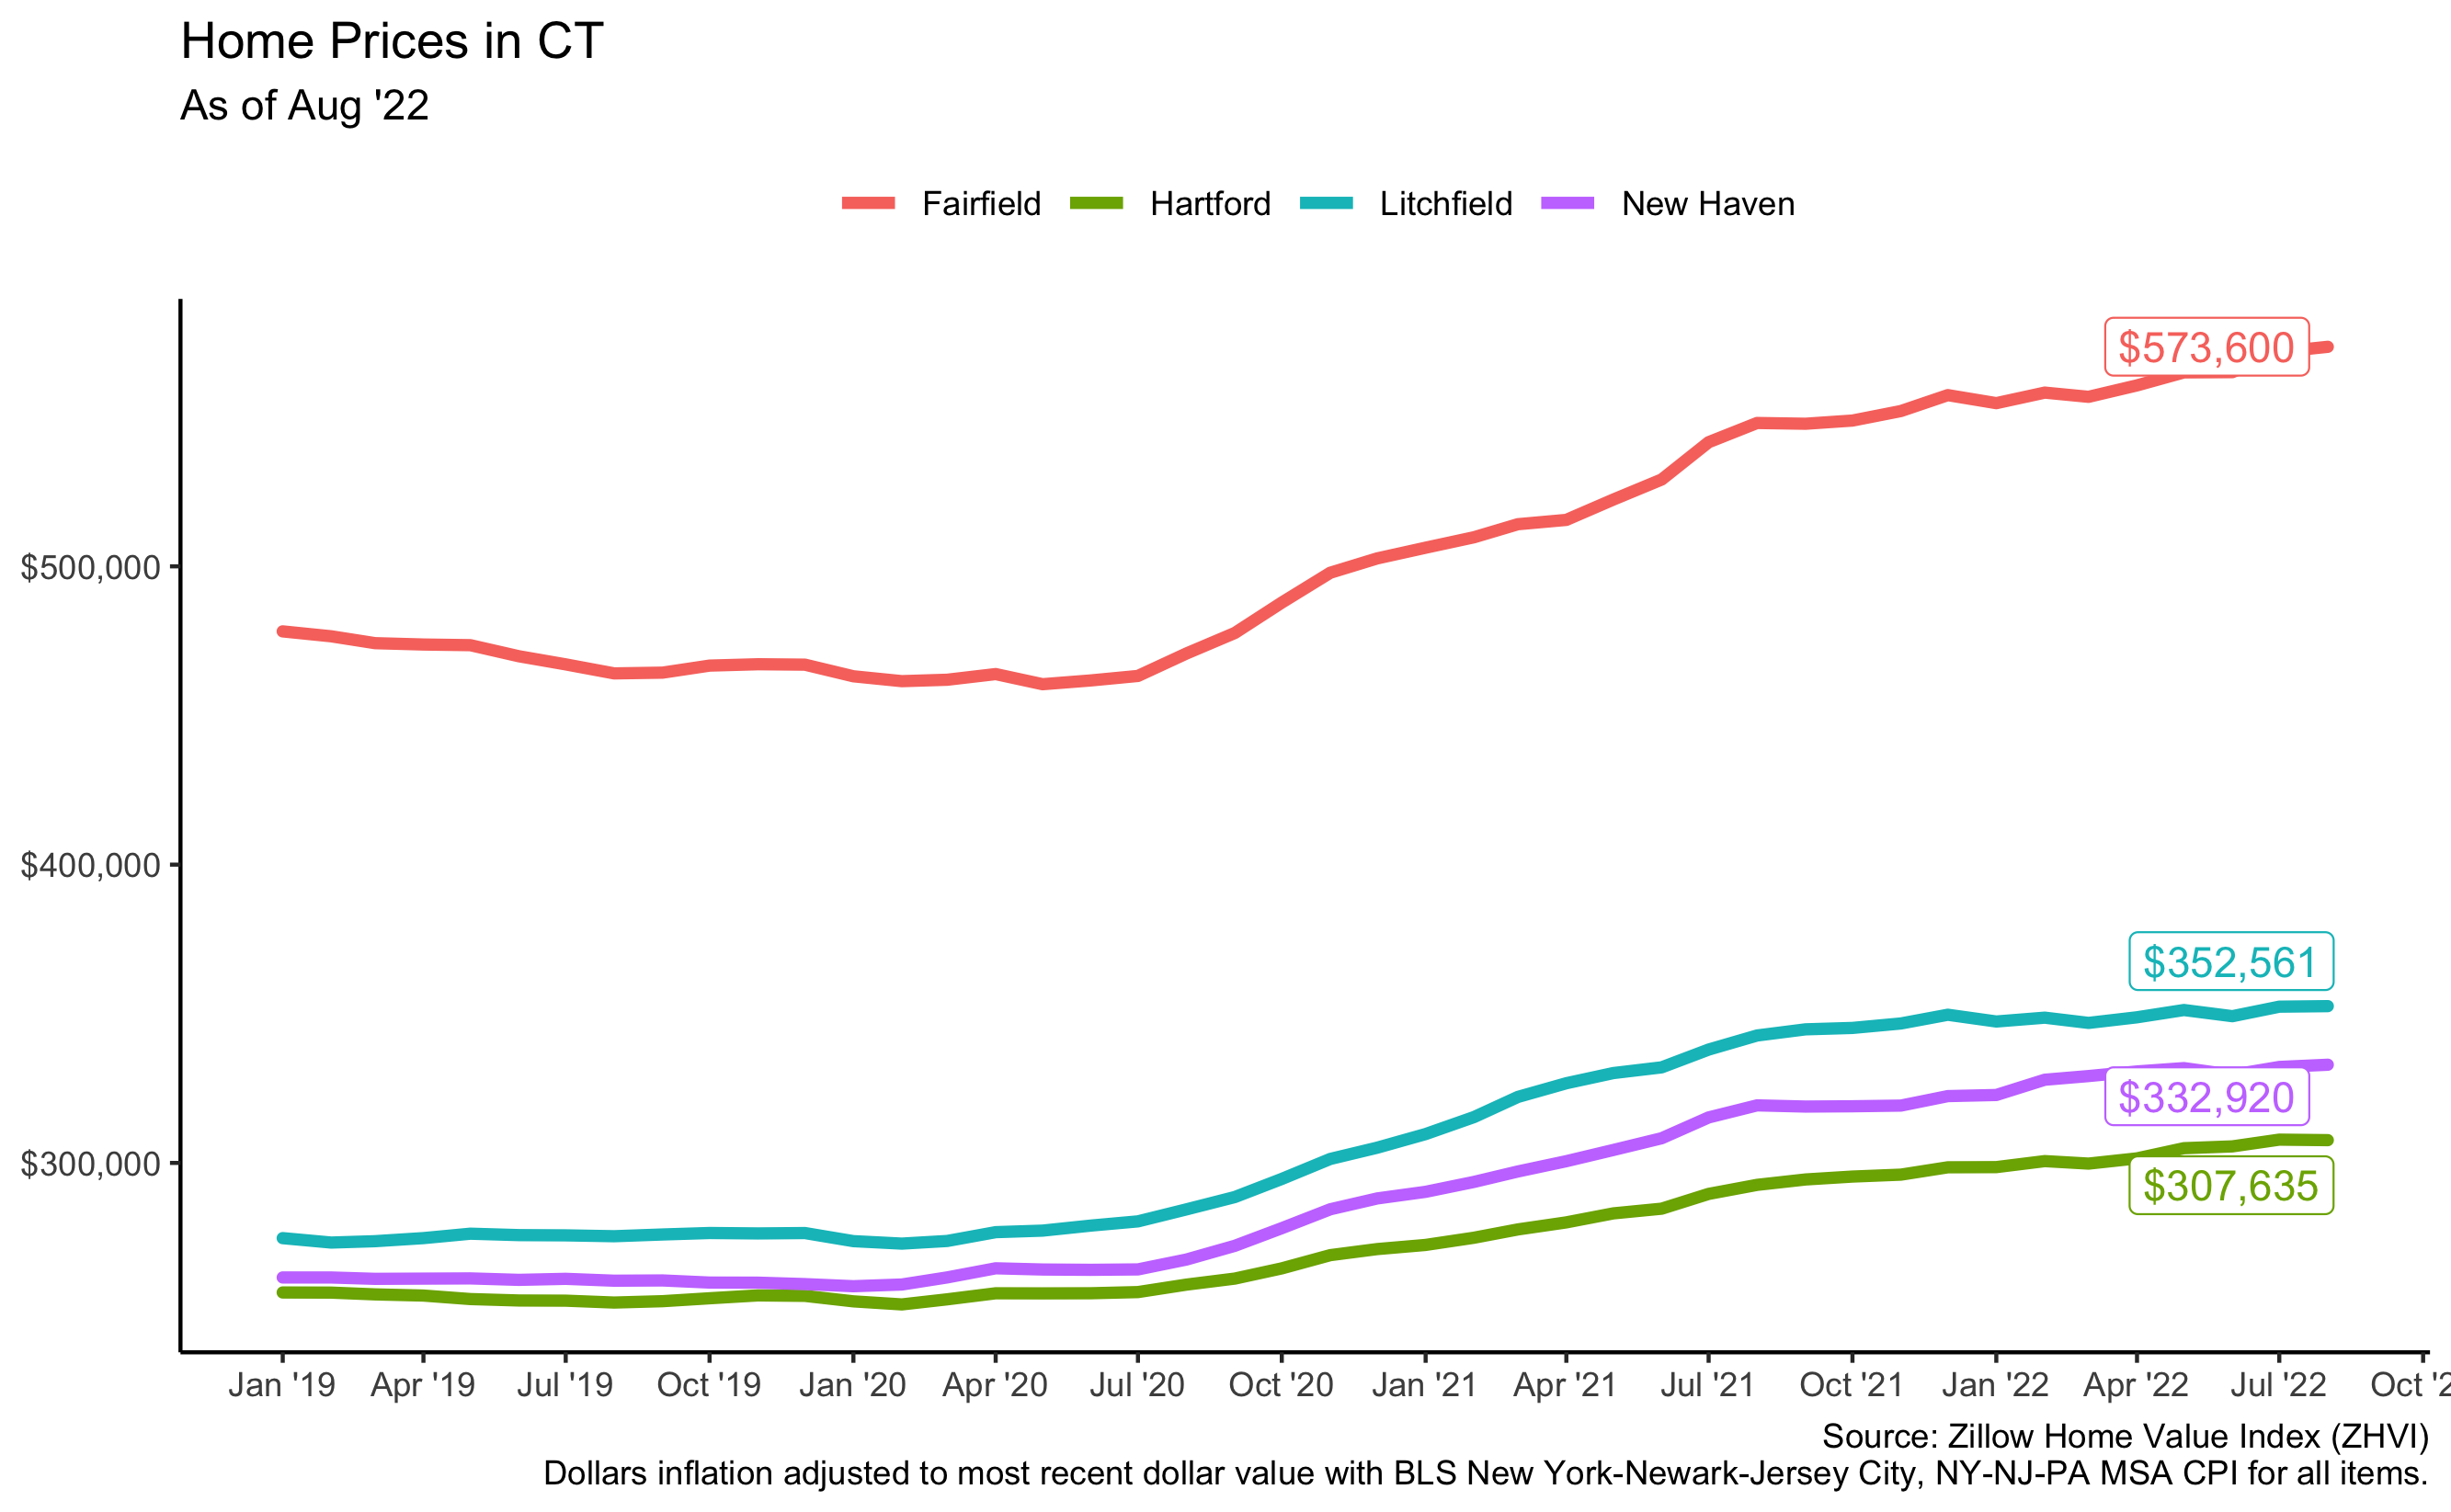 Home Prices in CT
As of Aug '22
Fairfield Hartford Litchfield New Haven
$573,600
$500,000
$400,000
$352,561
$332,920
$300,000
$307,635
Jan '19 Apr '19 Jul '19 Oct '19 Jan '20 Apr '20 Jul '20 Oct '20 Jan '21 Apr '21 Jul '21 Oct '21 Jan '22 Apr '22 Jul '22 Oct '2
Source: Zillow Home Value Index (ZHVI)
Dollars inflation adjusted to most recent dollar value with BLS New York-Newark-Jersey City, NY-NJ-PA MSA CPI for all items.